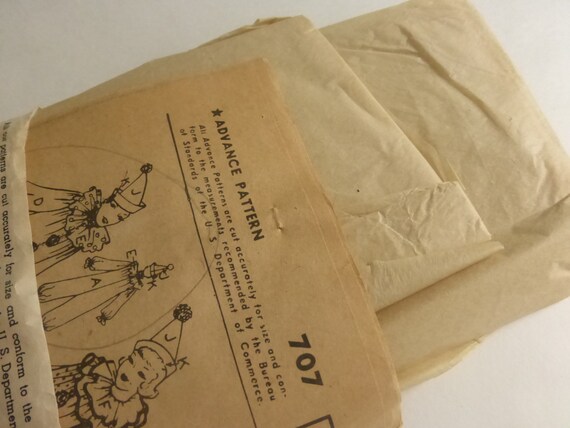 ★ADVANCE PATTERN
All Advance Patterns are cut accurately for size and con-
form to the measurements recommended by the Bureau
of Standards of the U. S. Department of Commerce.
707
K
J
D
E
E
K
A
J
K
F
patterns are cut accurately for
size and conform to the
U. S. Departmen